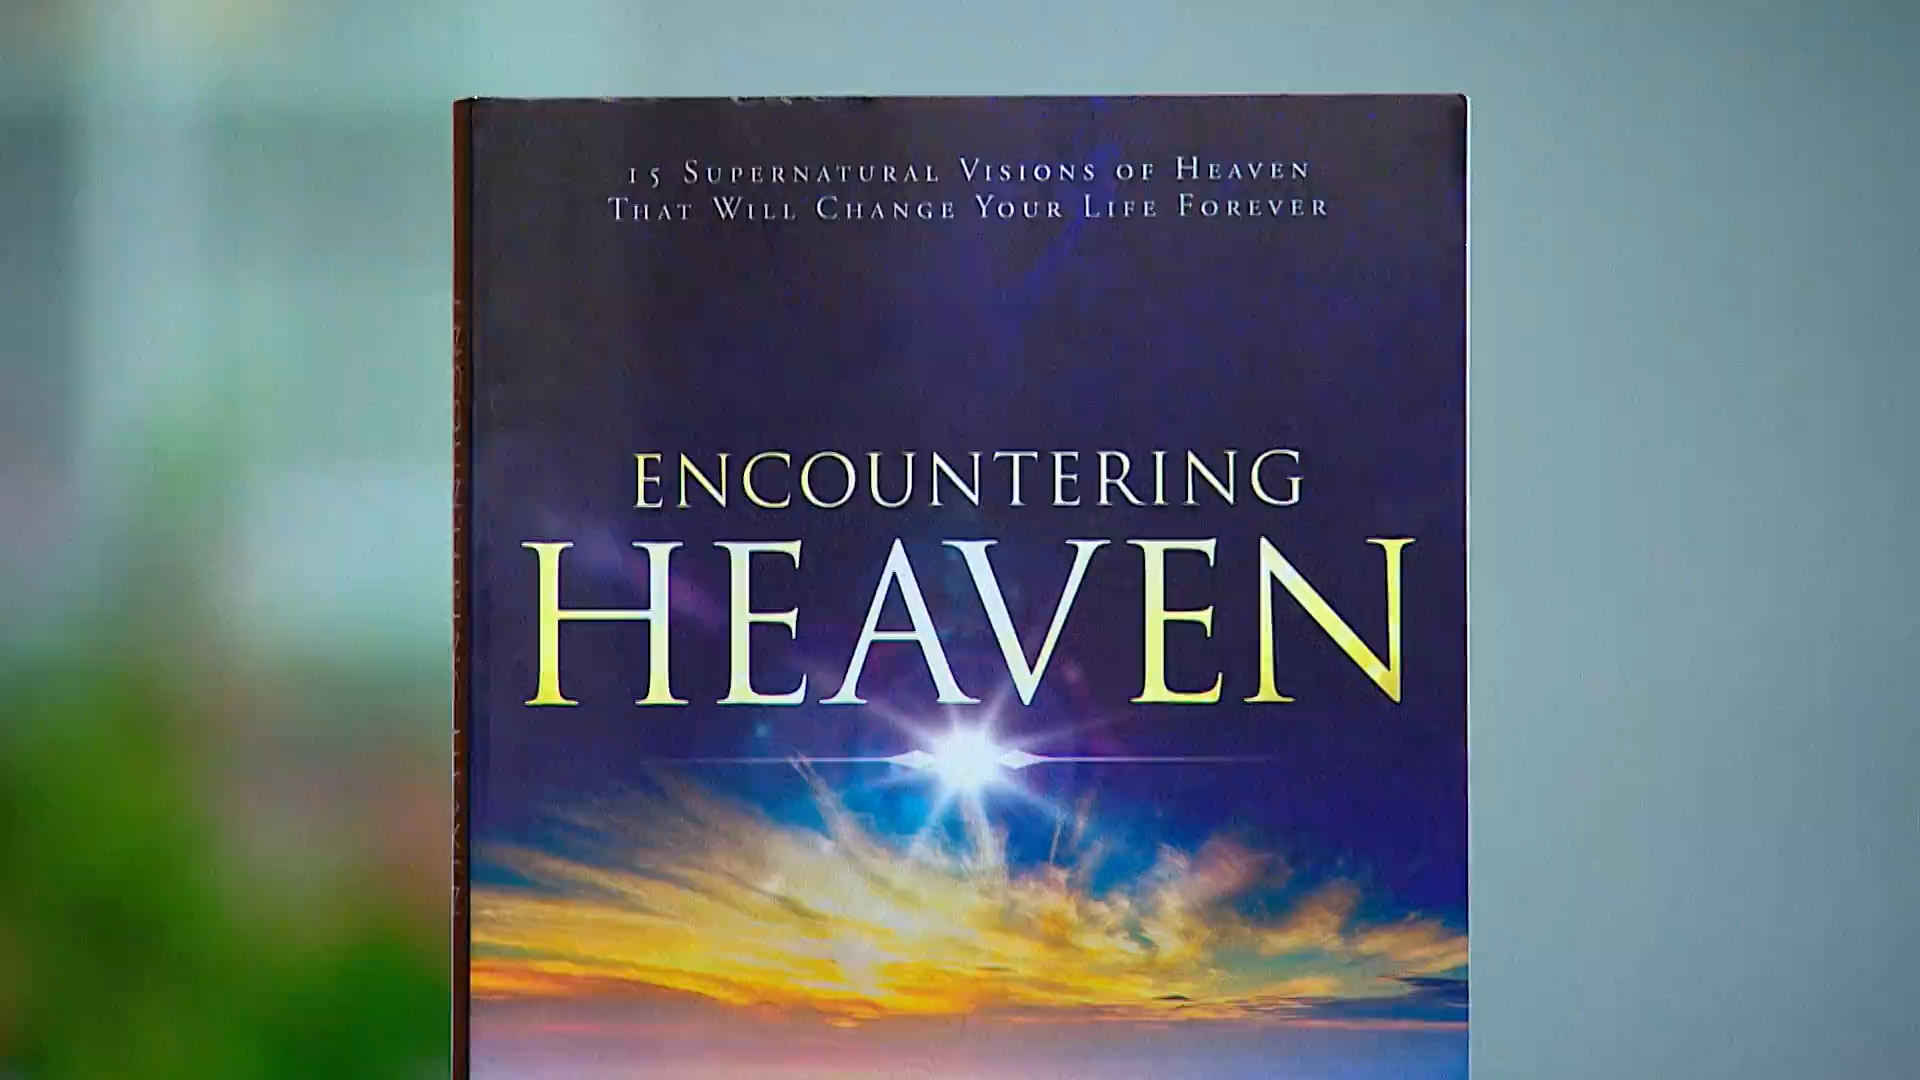 15 Supernatural Visions of Heaven
That Will Change Your Life Forever
ENCOUNTERING
HEAVEN